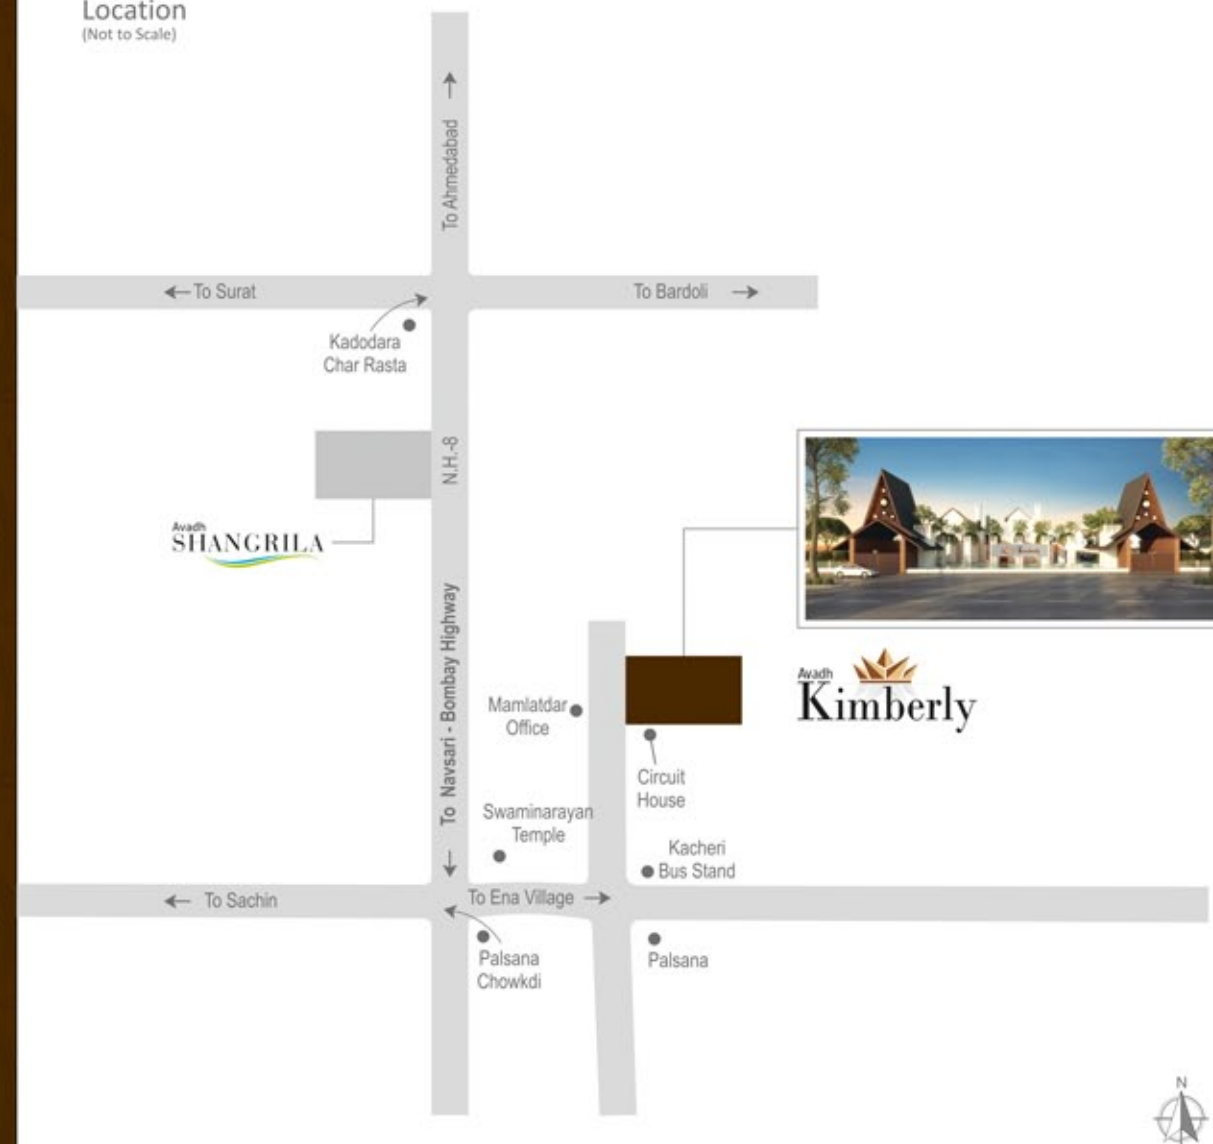 Location
(Not to Scale)
To Ahmedabad
To Surat
To Bardoli
Kadodara
Char Rasta
N.H.-8
Avadh
SHANGRILA
To Navsari - Bombay Highway
Kimberly
Avadh
Kimberly
Mamlatdar
Office
Circuit
House
Swaminarayan
Temple
Kacheri
Bus Stand
To Sachin
To Ena Village
Palsana
Chowkdi
Palsana
N